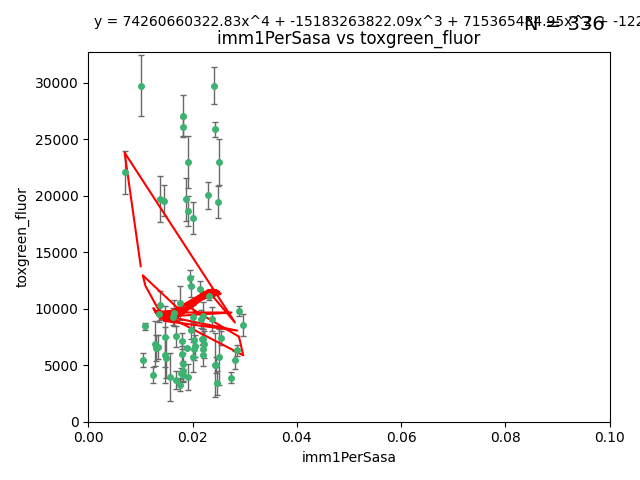 y = 74260660322.83x^4 + -15183263822.09x^3 + 
N = 336
imm1PerSasa vs toxgreen_fluor
30000
25000
20000
15000
10000
5000
0
toxgreen_fluor
0.00 0.02 0.04 0.06 0.08 0.10
imm1PerSasa